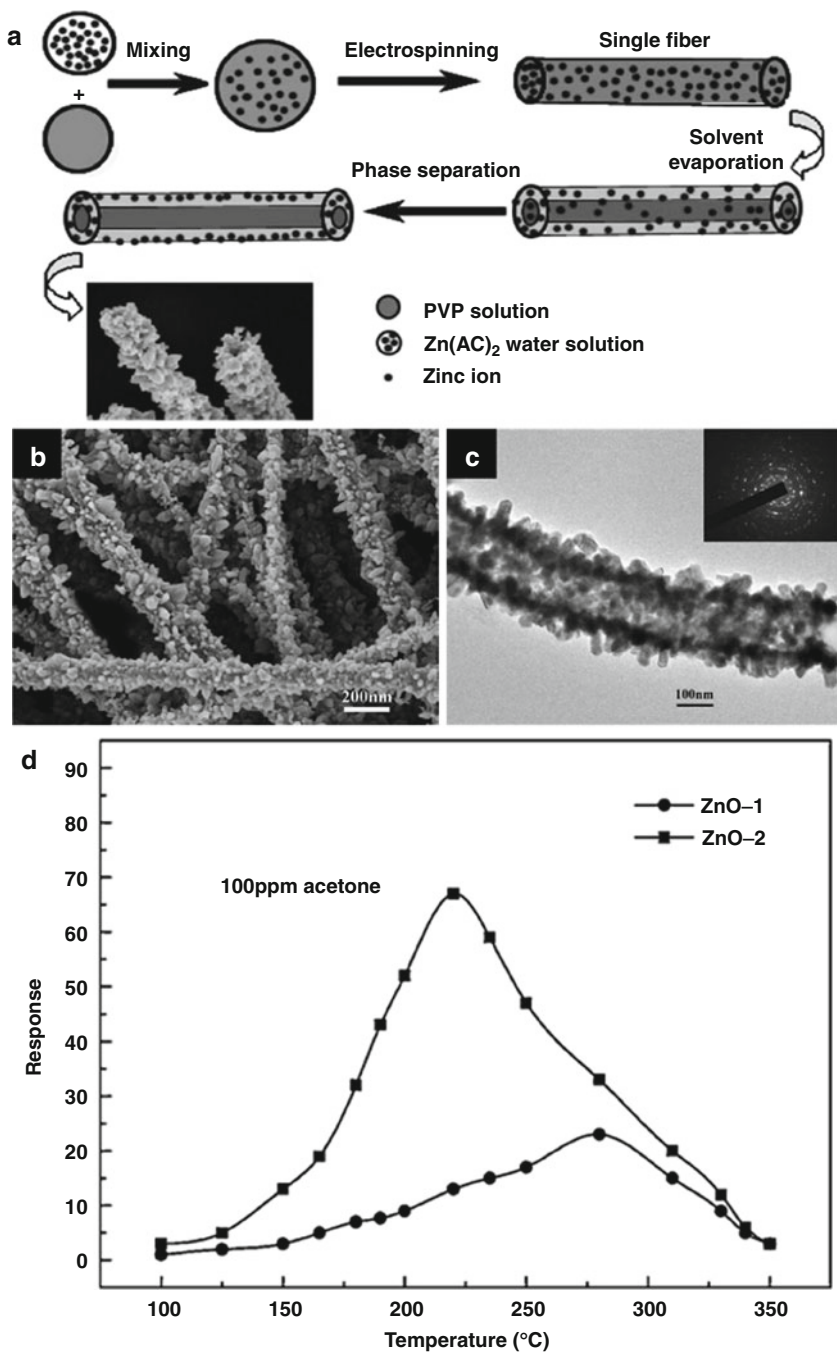 a
Mixing
Electrospinning
Single fiber
+
Solvent
evaporation
Phase separation
PVP solution
Zn(AC)₂ water solution
Zinc ion
b
200nm
c
100nm
d
90
80
70
60
50
40
30
20
10
0
Response
100ppm acetone
ZnO–1
ZnO–2
100 150 200 250 300 350
Temperature (°C)